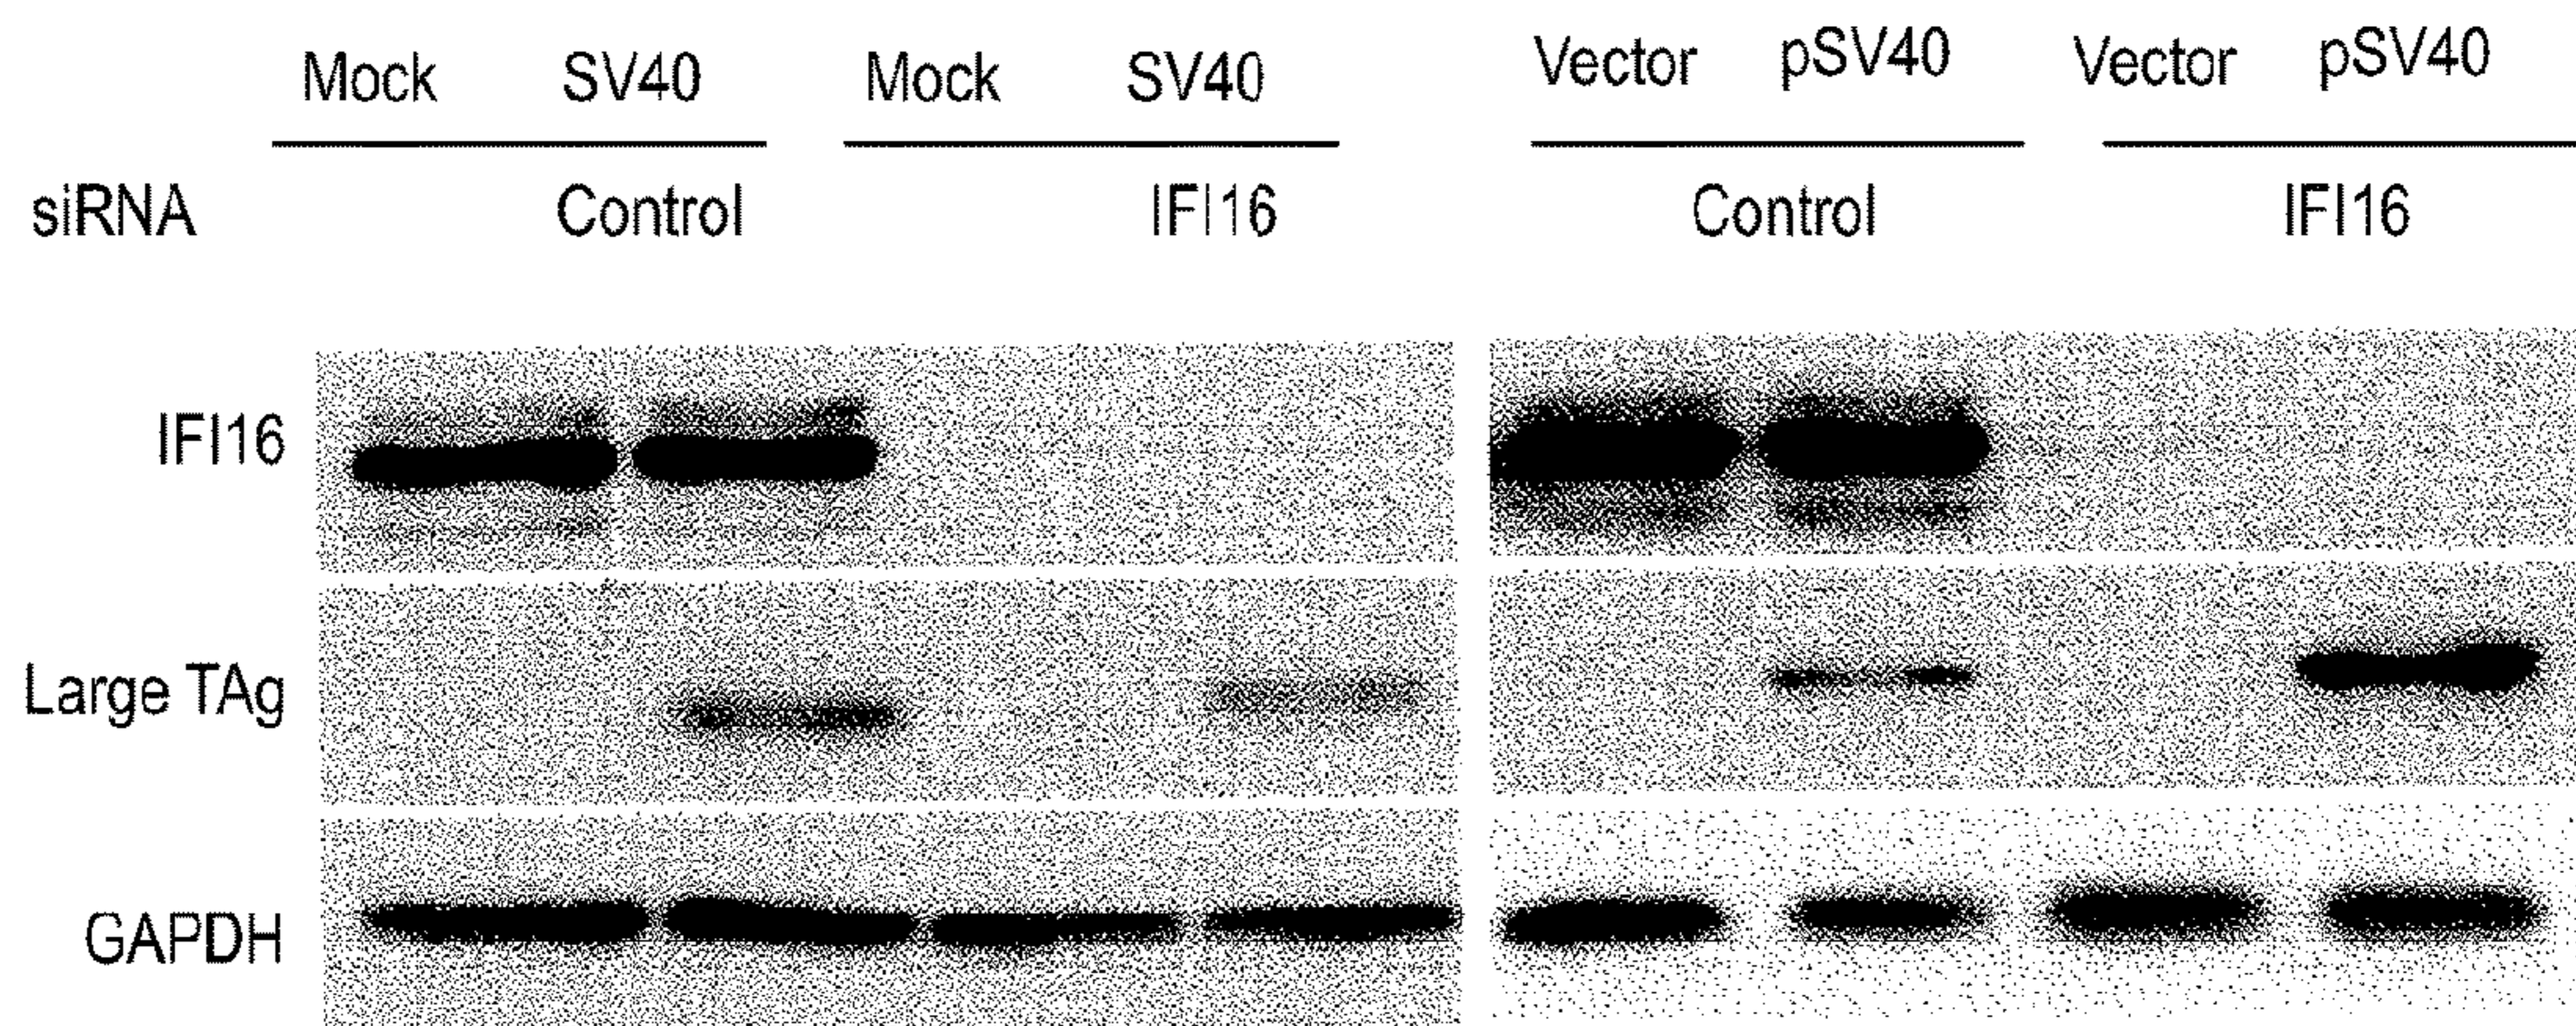 Mock SV40 Mock SV40 Vector pSV40 Vector pSV40
siRNA Control IFI16 Control IFI16
IFI16
Large TAg
GAPDH